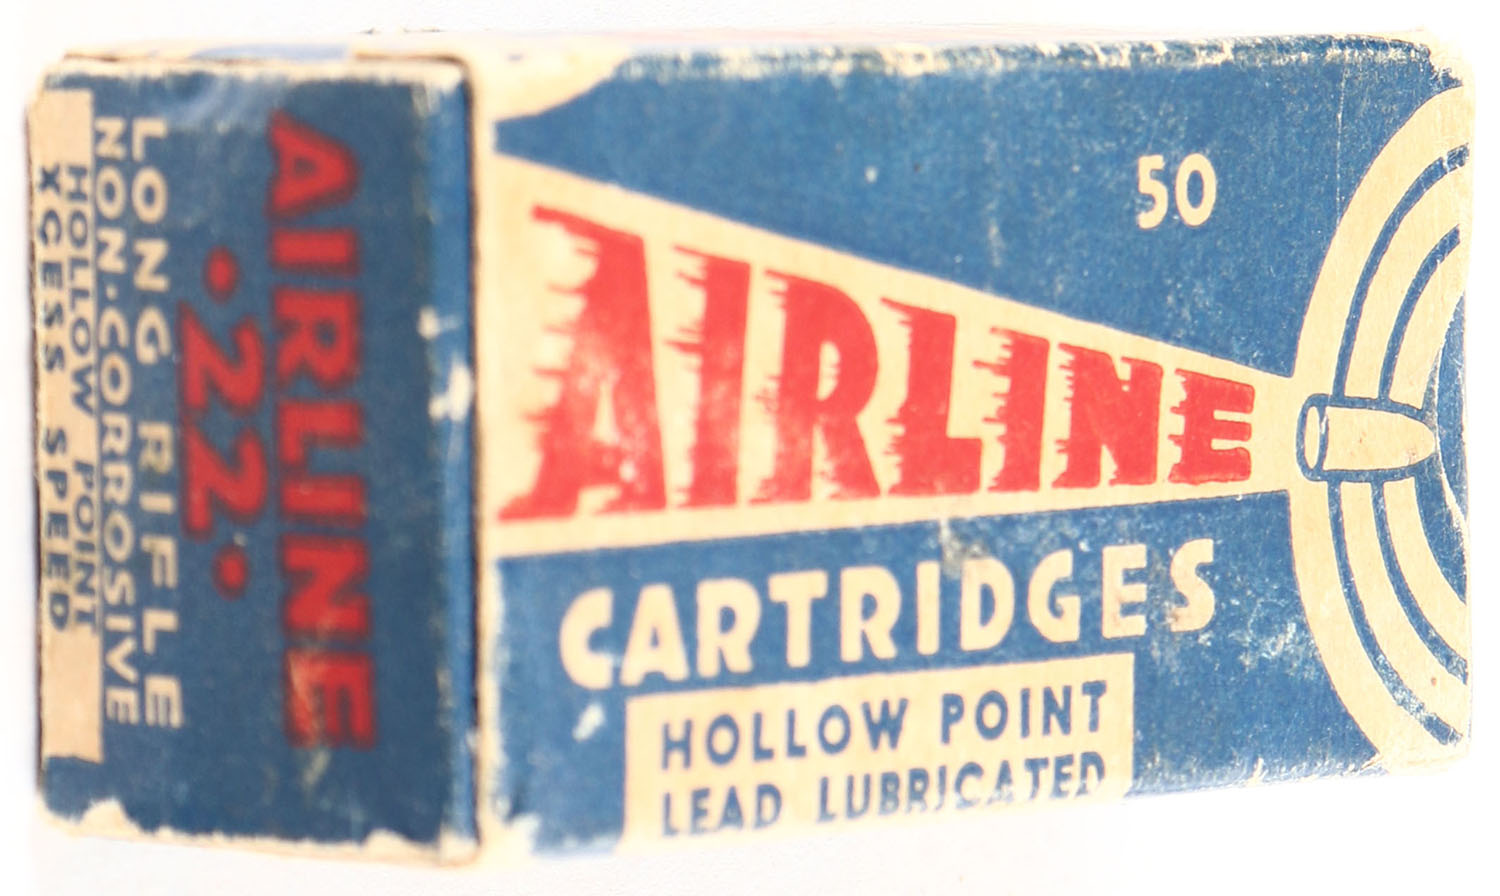 AIRLINE
.22.
LONG RIFLE
NON-CORROSIVE
HOLLOW POINT
XCESS SPEED
50
AIRLINE
CARTRIDGES
HOLLOW POINT
LEAD LUBRICATED